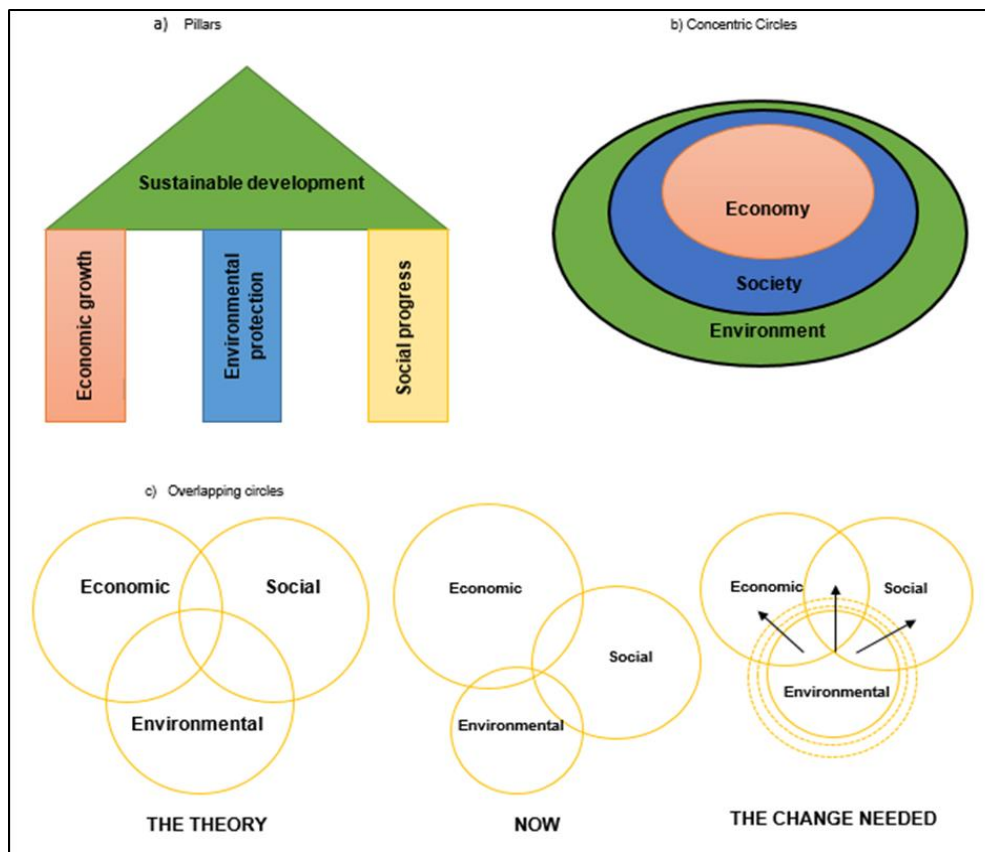 a) Pillars
b) Concentric Circles
Sustainable development
Economic growth
Environmental
protection
Social progress
Economy
Society
Environment
c) Overlapping circles
Economic
Social
Environmental
THE THEORY
Economic
Social
Environmental
NOW
Economic
Social
Environmental
THE CHANGE NEEDED